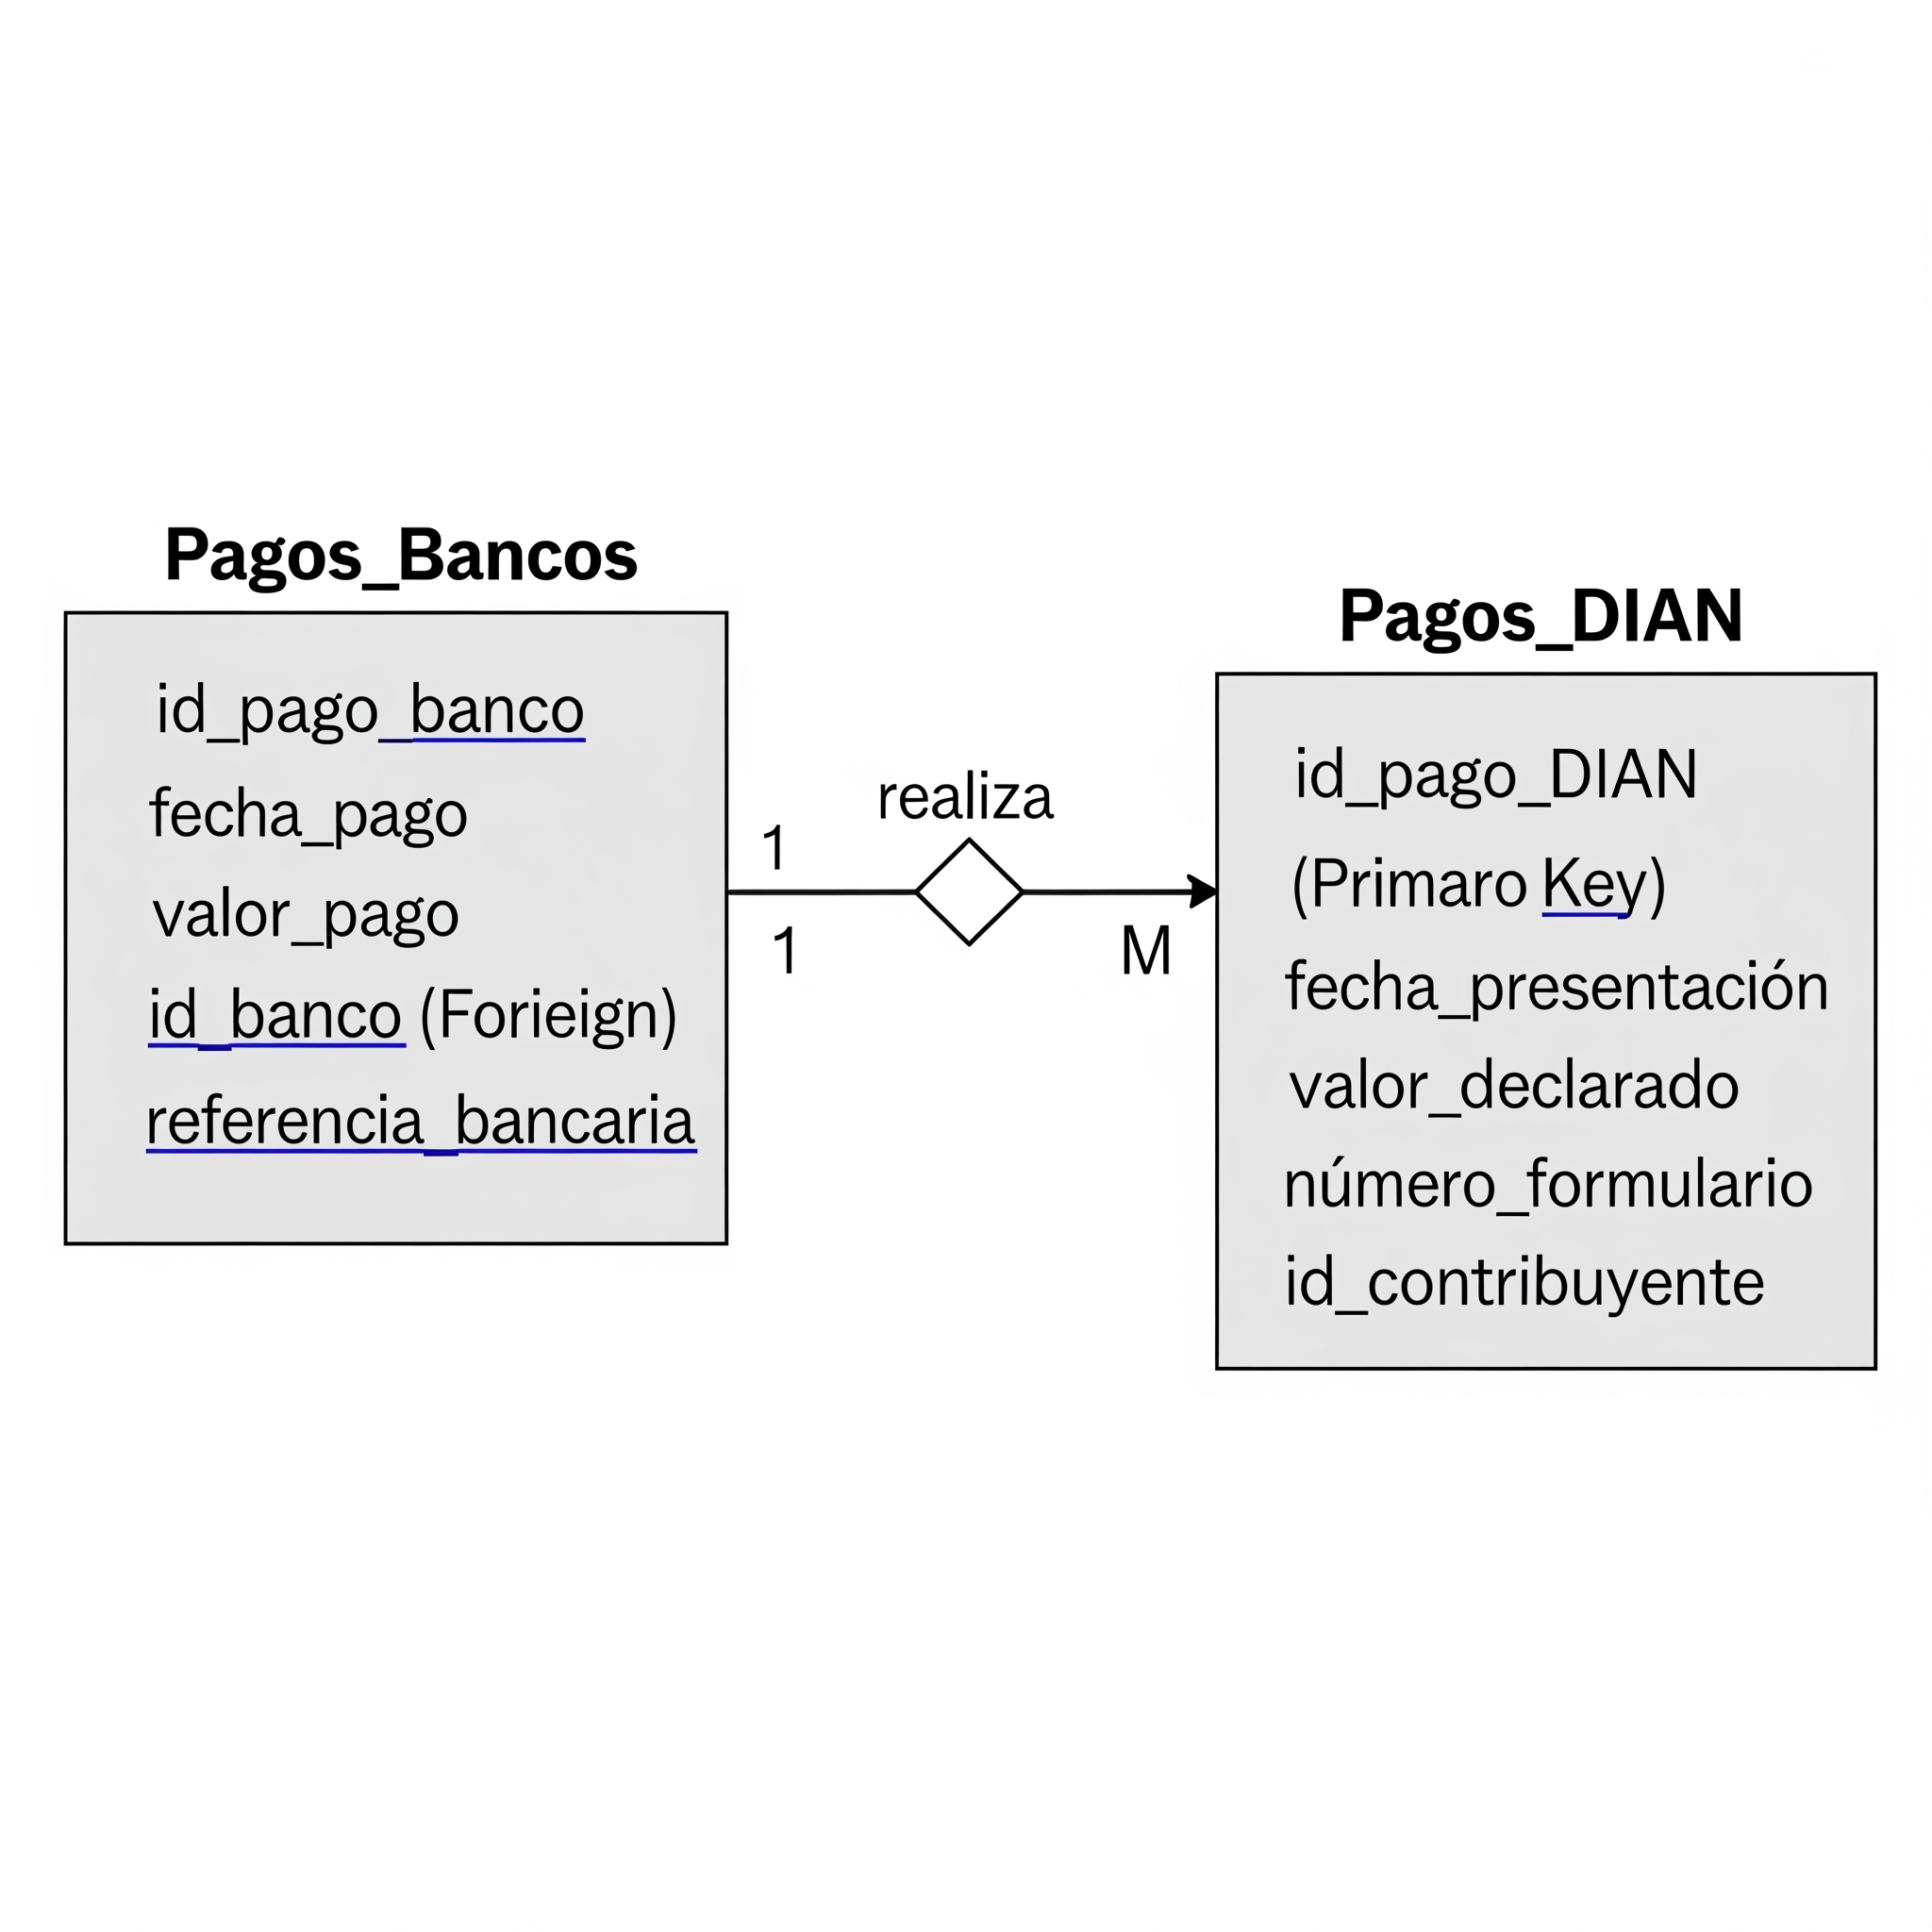 Pagos_Bancos
id_pago_banco
fecha_pago
valor_pago
id_banco (Forieign)
referencia_bancaria
realiza
1
1
M
Pagos_DIAN
id_pago_DIAN
(Primaro Key)
fecha_presentación
valor_declarado
número_formulario
id_contribuyente